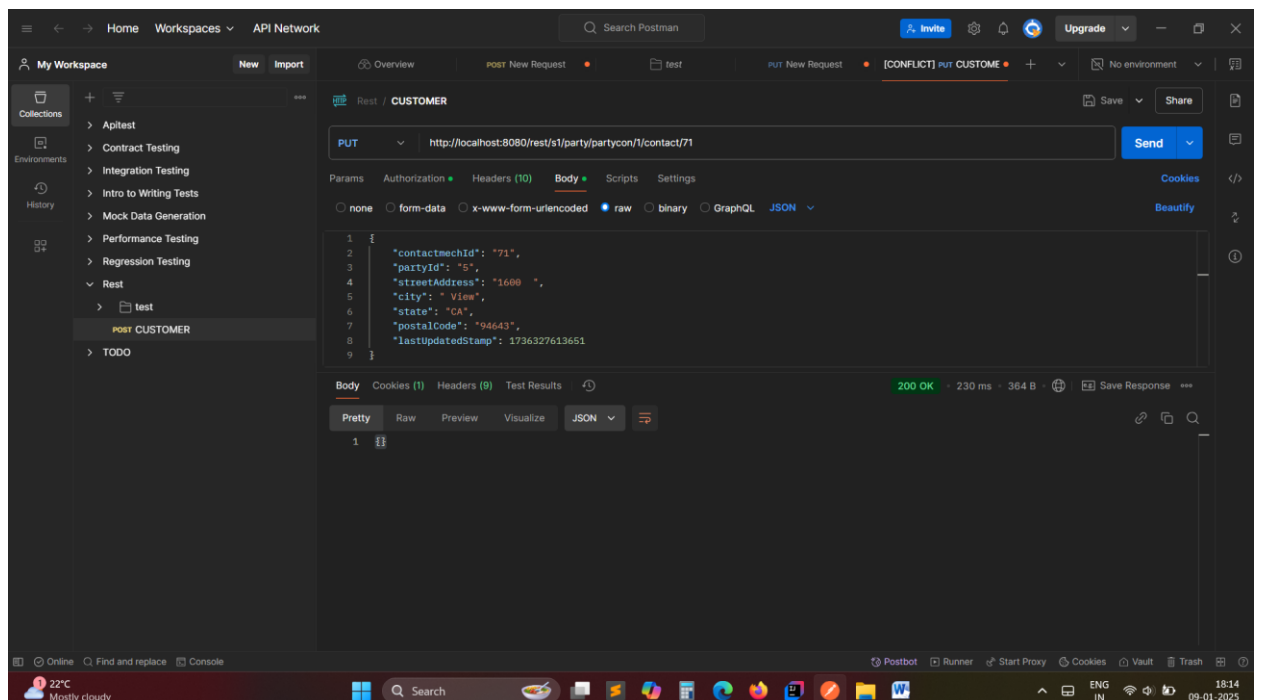 Home Workspaces API Network Search Postman Invite Upgrade
My Workspace New Import Overview POST New Request test PUT New Request [CONFLICT] PUT CUSTOME No environment
Collections
Environments
History
Apitest
Contract Testing
Integration Testing
Intro to Writing Tests
Mock Data Generation
Performance Testing
Regression Testing
Rest
test
POST CUSTOMER
TODO
HTTP Rest / CUSTOMER Save Share
PUT http://localhost:8080/rest/s1/party/partycon/1/contact/71 Send
Params Authorization Headers (10) Body Scripts Settings Cookies
none form-data x-www-form-urlencoded raw binary GraphQL JSON Beautify
1 {
2 "contactmechId": "71",
3 "partyId": "5",
4 "streetAddress": "1600  ",
5 "city": " View",
6 "state": "CA",
7 "postalCode": "94643",
8 "lastUpdatedStamp": 1736327613651
9 }
Body Cookies (1) Headers (9) Test Results 200 OK • 230 ms • 364 B • Save Response
Pretty Raw Preview Visualize JSON
1 {}
Online Find and replace Console Postbot Runner Start Proxy Cookies Vault Trash
1 22°C Mostly cloudy Search ENG IN 18:14 09-01-2025